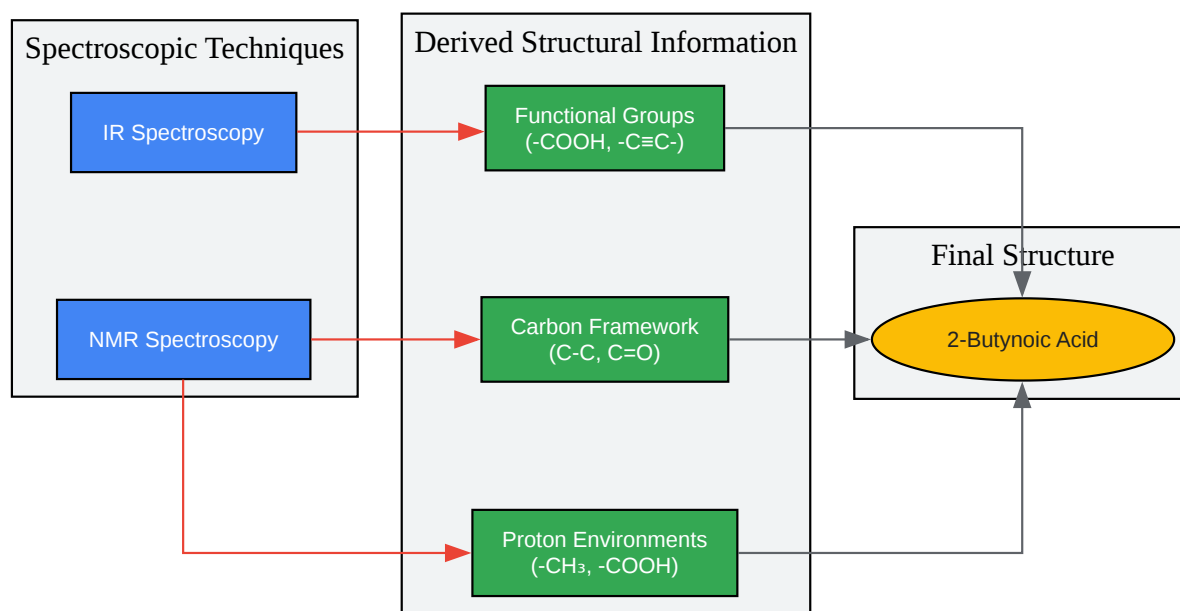 Spectroscopic Techniques
IR Spectroscopy
NMR Spectroscopy
Derived Structural Information
Functional Groups
(-COOH, -C≡C-)
Carbon Framework
(C-C, C=O)
Proton Environments
(-CH₃, -COOH)
Final Structure
2-Butynoic Acid